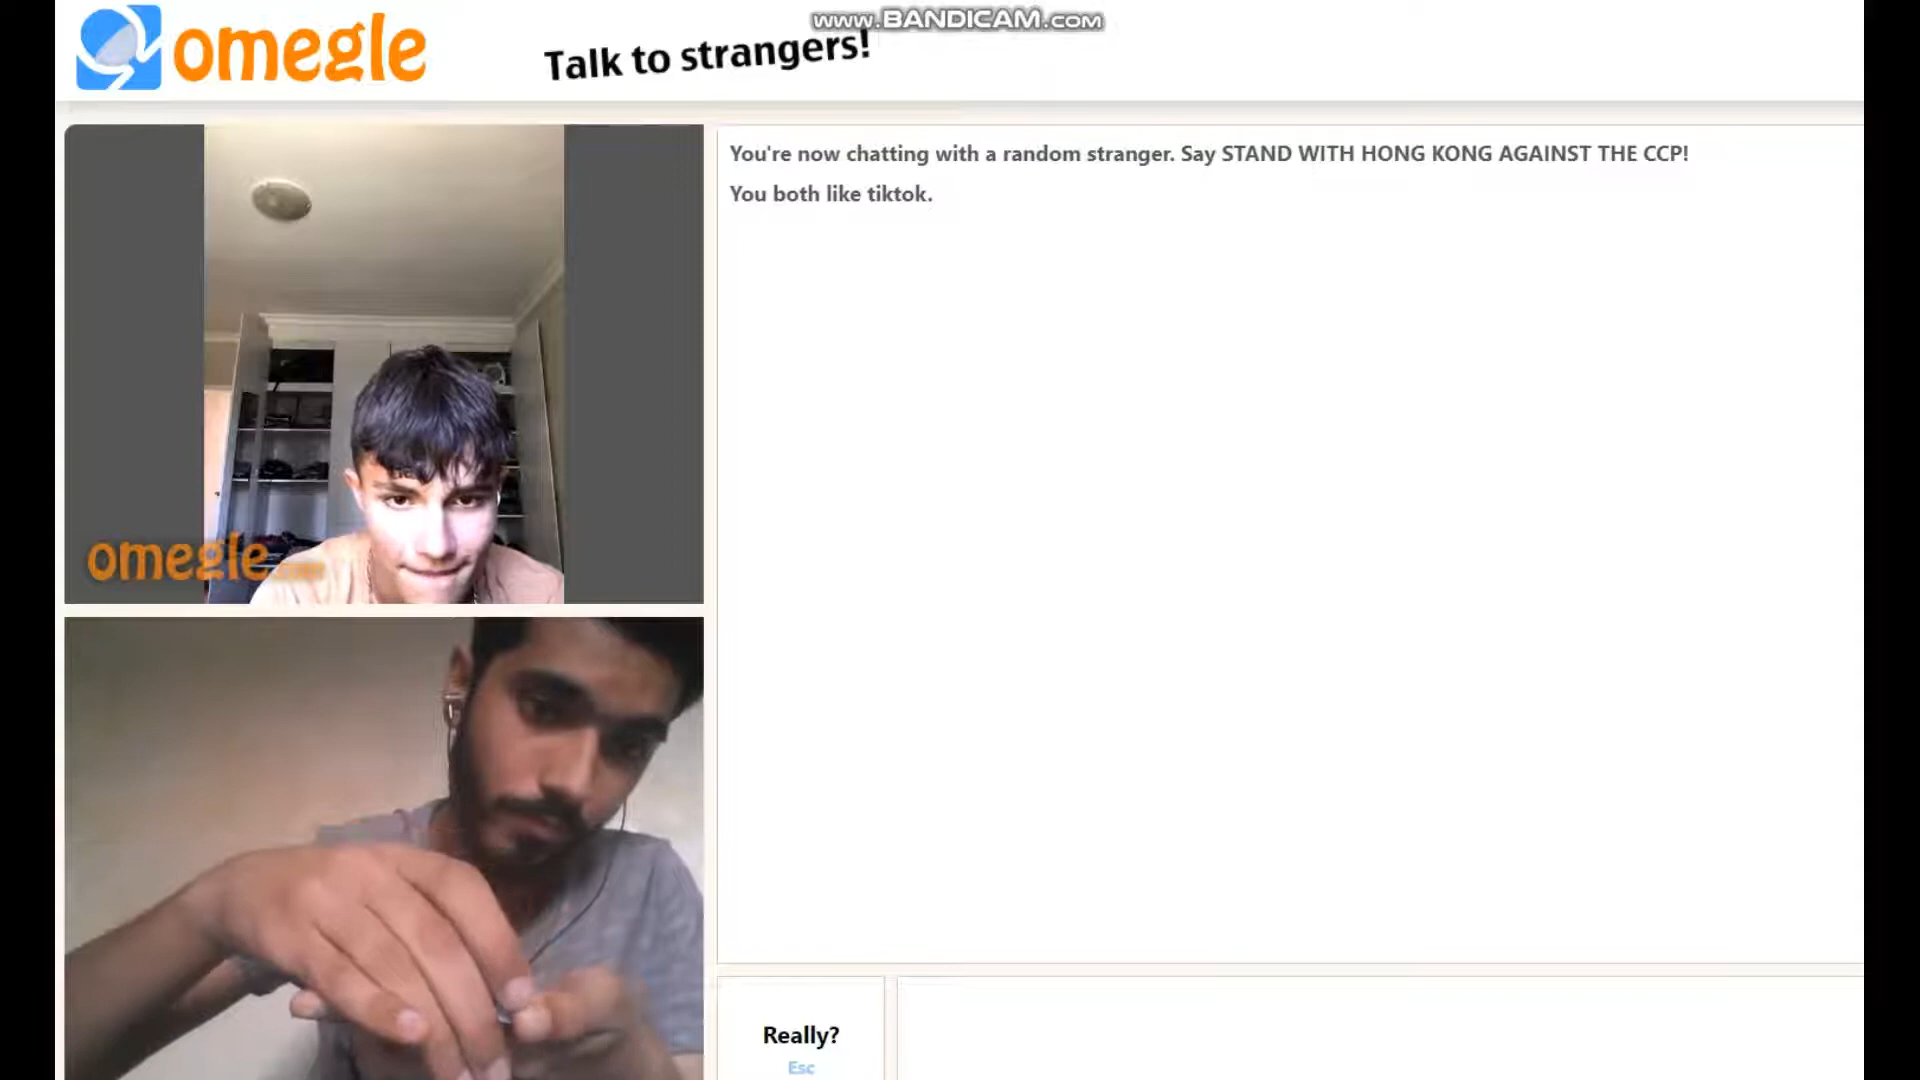 www.BANDICAM.com
omegle
Talk to strangers!
You're now chatting with a random stranger. Say STAND WITH HONG KONG AGAINST THE CCP!
You both like tiktok.
omegle.com
Really?
Esc